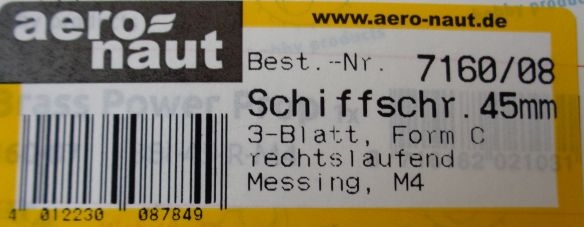 aero-
naut
www.aero-naut.de
Best.-Nr. 7160/08
Schiffschr. 45mm
3-Blatt, Form C
rechtslaufend
Messing, M4
4 012230 087849